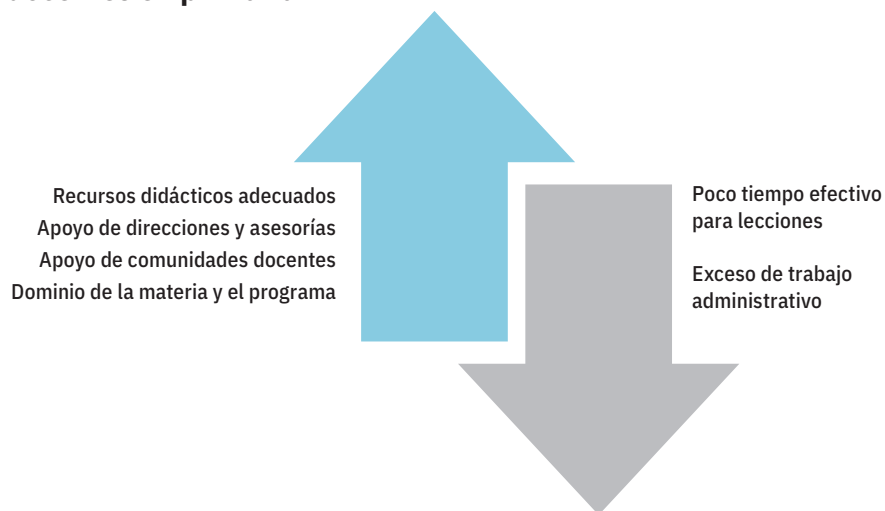 Recursos didácticos adecuados
Apoyo de direcciones y asesorías
Apoyo de comunidades docentes
Dominio de la materia y el programa
Poco tiempo efectivo
para lecciones
Exceso de trabajo
administrativo